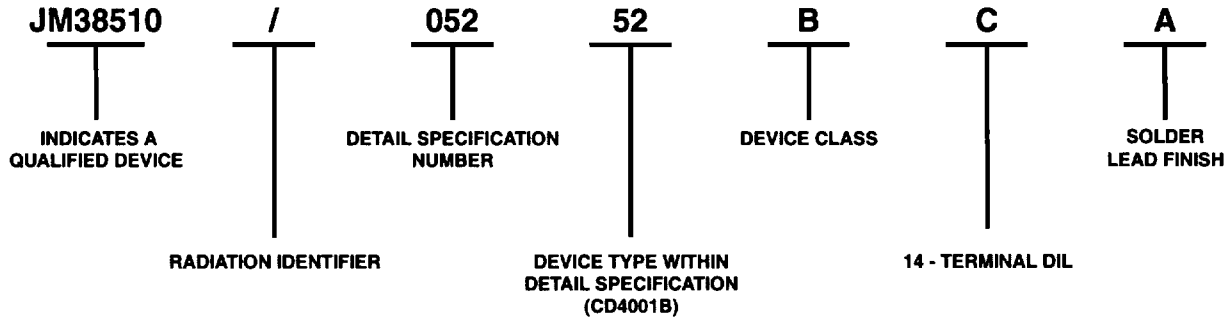 JM38510 / 052 52 B C A
INDICATES A
QUALIFIED DEVICE
DETAIL SPECIFICATION
NUMBER
DEVICE CLASS
SOLDER
LEAD FINISH
RADIATION IDENTIFIER
DEVICE TYPE WITHIN
DETAIL SPECIFICATION
(CD4001B)
14 - TERMINAL DIL